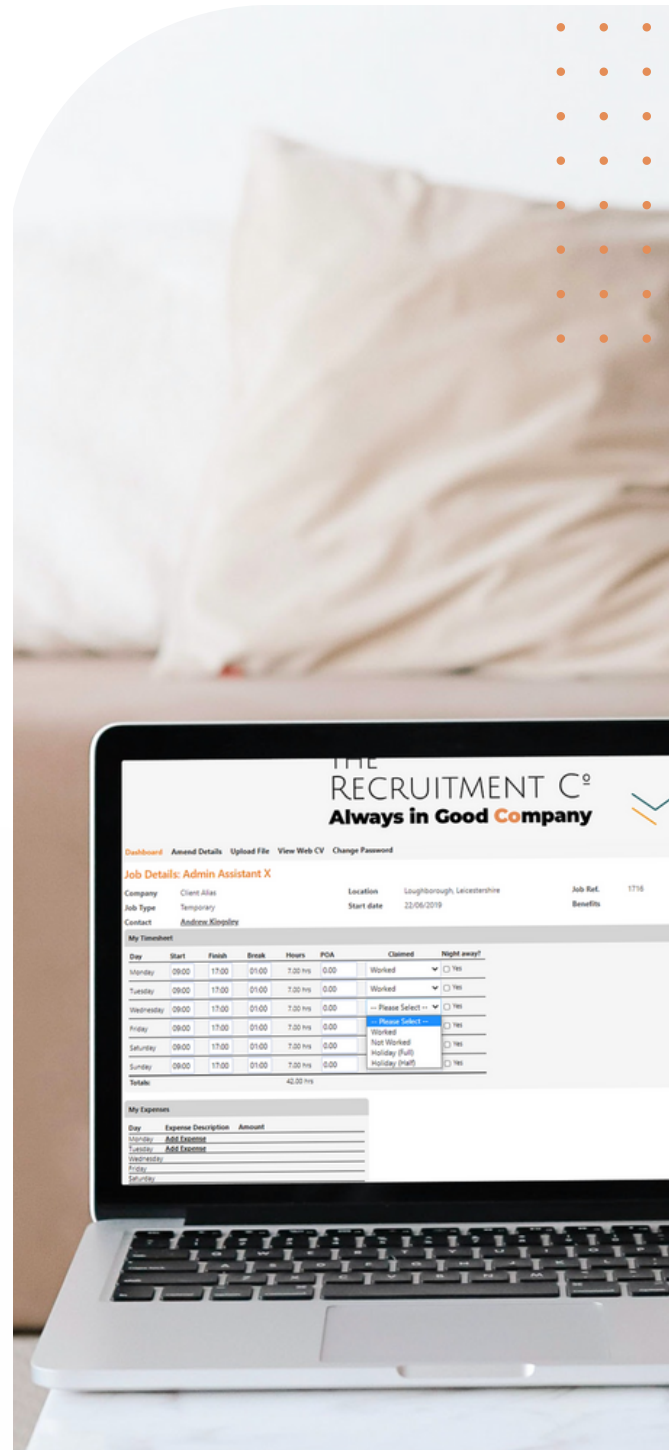 THE
RECRUITMENT Cº
Always in Good Company
Dashboard Amend Details Upload File View Web CV Change Password
Job Details: Admin Assistant X
Company Client Alias Location Loughborough, Leicestershire Job Ref. 1716
Job Type Temporary Start date 22/06/2019 Benefits
Contact Andrew Kingsley
My Timesheet
Day Start Finish Break Hours POA Claimed Night away?
Monday 09:00 17:00 01:00 7.00 hrs 0.00 Worked Yes
Tuesday 09:00 17:00 01:00 7.00 hrs 0.00 Worked Yes
Wednesday 09:00 17:00 01:00 7.00 hrs 0.00 -- Please Select -- Yes
-- Please Select --
Worked
Not Worked
Holiday (Full)
Holiday (Half)
Friday 09:00 17:00 01:00 7.00 hrs 0.00 Yes
Saturday 09:00 17:00 01:00 7.00 hrs 0.00 Yes
Sunday 09:00 17:00 01:00 7.00 hrs 0.00 Yes
Totals: 42.00 hrs
My Expenses
Day Expense Description Amount
Monday Add Expense
Tuesday Add Expense
Wednesday
Friday
Saturday